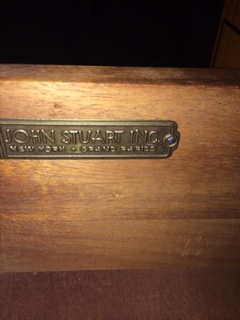 JOHN STUART INC.
NEW YORK • GRAND RAPIDS